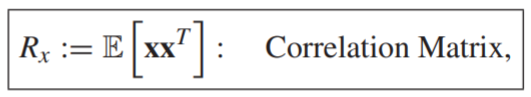 Rₓ := 𝔼[𝐱𝐱ᵀ] : Correlation Matrix,